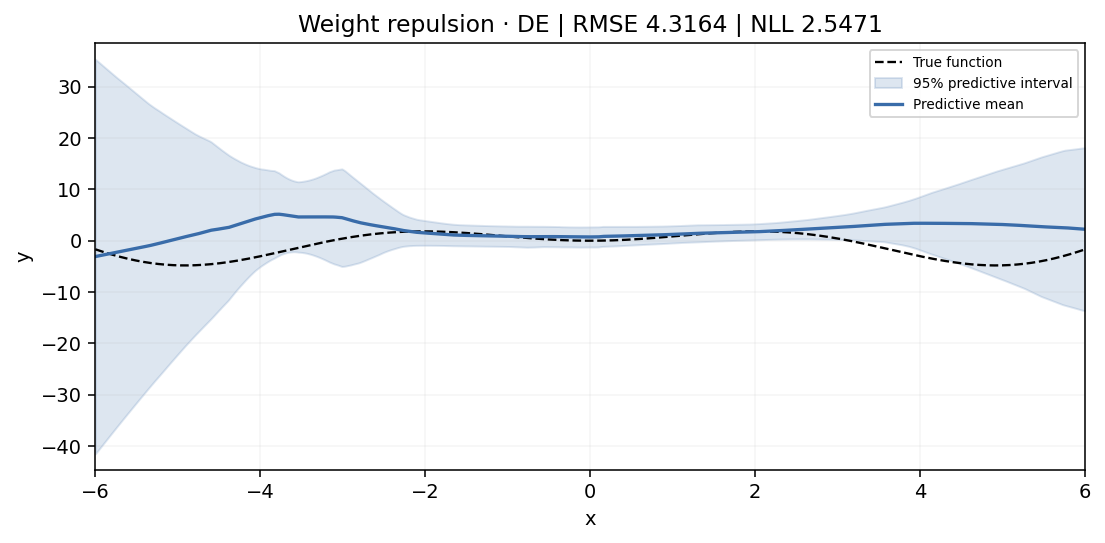 Weight repulsion · DE | RMSE 4.3164 | NLL 2.5471
True function
95% predictive interval
Predictive mean
y
30
20
10
0
−10
−20
−30
−40
−6
−4
−2
0
2
4
6
x